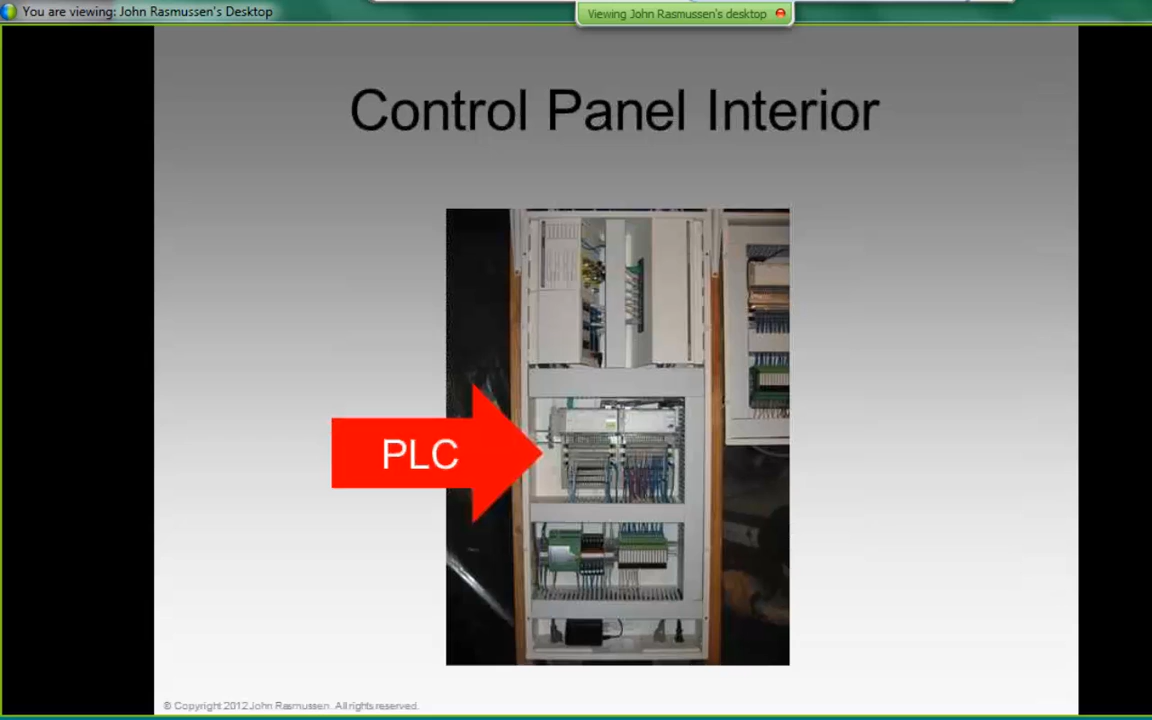 You are viewing: John Rasmussen's Desktop
Viewing John Rasmussen's desktop
Control Panel Interior
PLC
© Copyright 2012 John Rasmussen. All rights reserved.